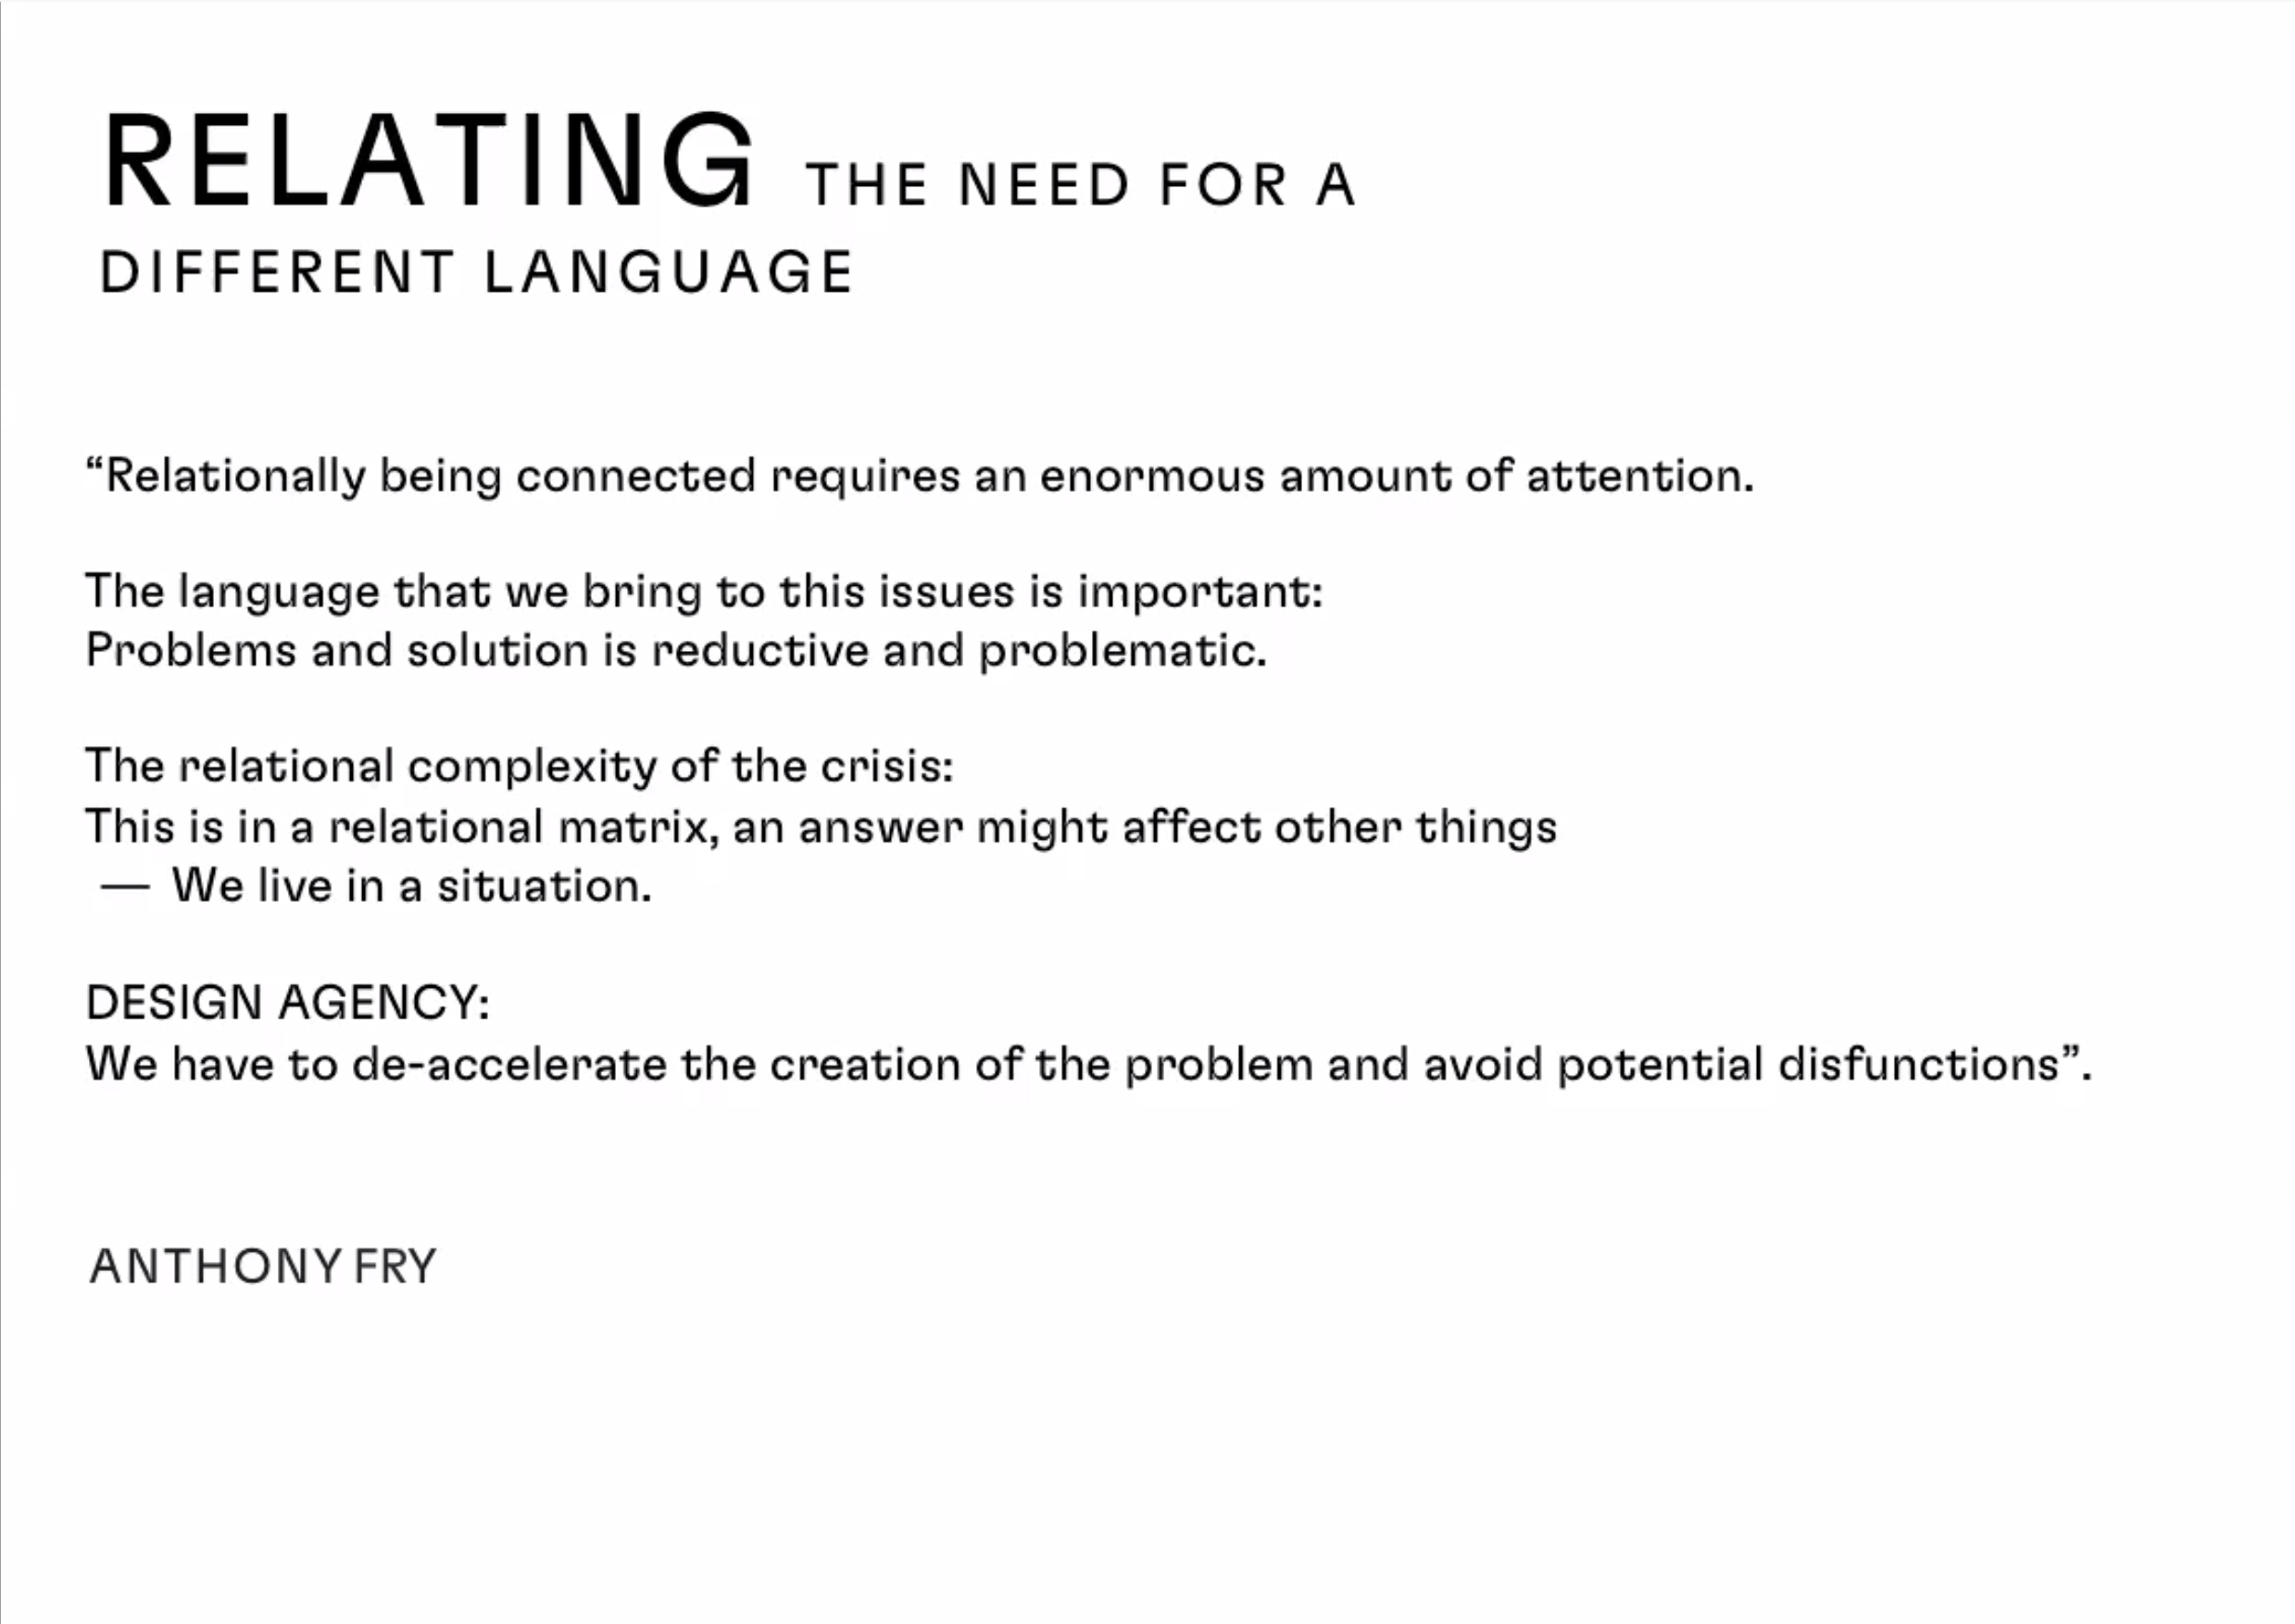 RELATING THE NEED FOR A
DIFFERENT LANGUAGE
“Relationally being connected requires an enormous amount of attention.
The language that we bring to this issues is important:
Problems and solution is reductive and problematic.
The relational complexity of the crisis:
This is in a relational matrix, an answer might affect other things
— We live in a situation.
DESIGN AGENCY:
We have to de-accelerate the creation of the problem and avoid potential disfunctions”.
ANTHONY FRY